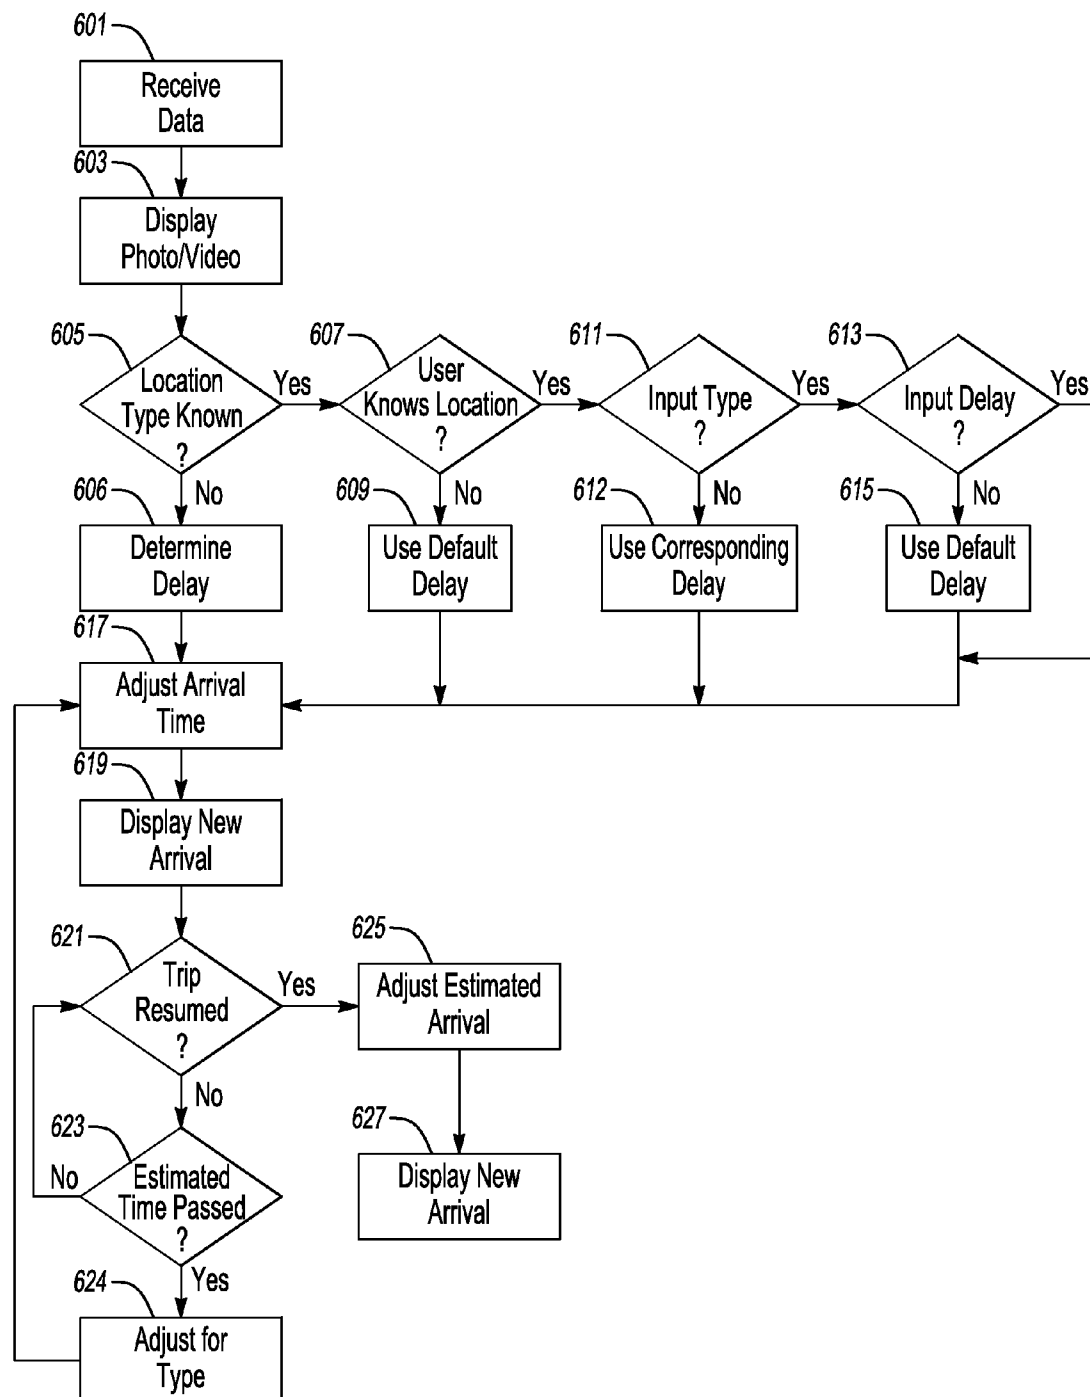 601
Receive
Data
603
Display
Photo/Video
605
Location
Type Known
?
Yes
607
User
Knows Location
?
Yes
611
Input Type
?
Yes
613
Input Delay
?
Yes
No
No
No
No
606
Determine
Delay
609
Use Default
Delay
612
Use Corresponding
Delay
615
Use Default
Delay
617
Adjust Arrival
Time
619
Display New
Arrival
621
Trip
Resumed
?
Yes
625
Adjust Estimated
Arrival
No
623
Estimated
Time Passed
?
No
627
Display New
Arrival
Yes
624
Adjust for
Type